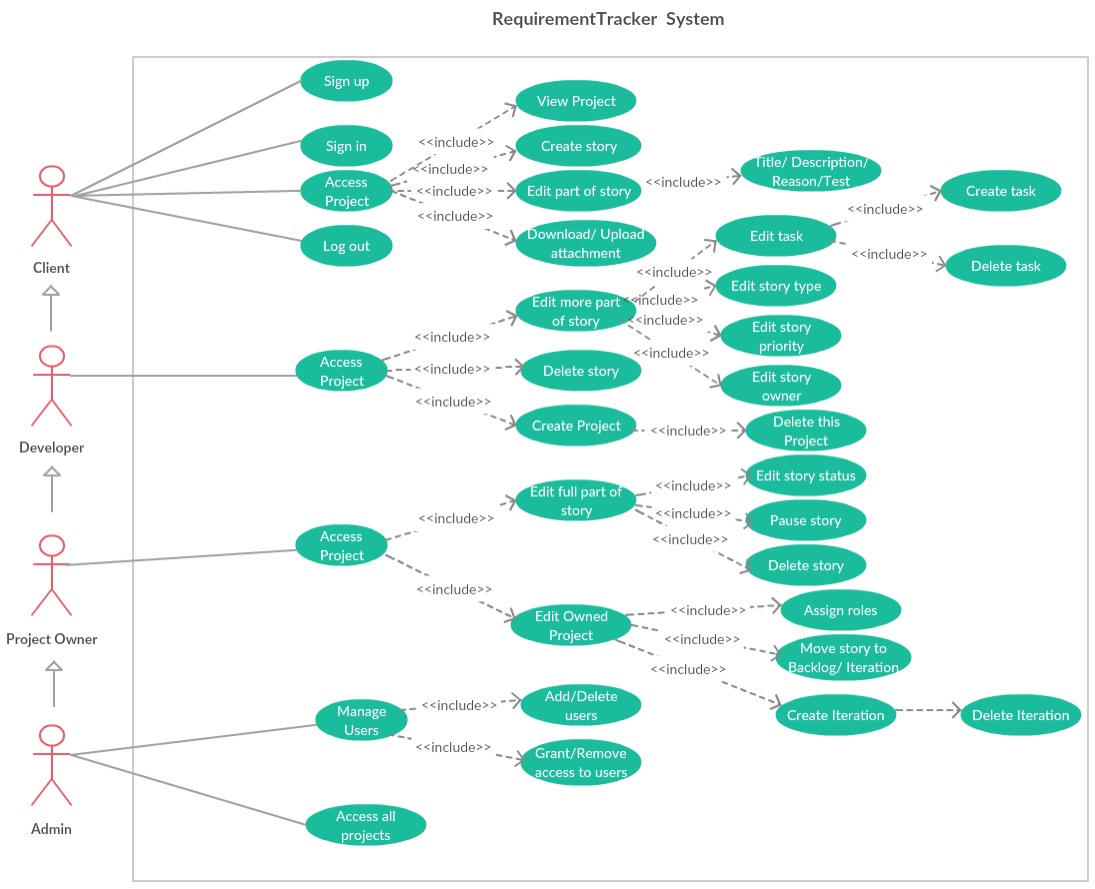 RequirementTracker System
Sign up
View Project
<<include>>
Sign in
Create story
<<include>>
Title/ Description/
Reason/Test
Access
Project
<<include>>
Edit part of story
<<include>>
Create task
<<include>>
<<include>>
Log out
Download/ Upload
attachment
Edit task
<<include>>
Delete task
Client
<<include>>
Edit story type
<<include>>
Edit more part
of story
<<include>>
Edit story
priority
<<include>>
<<include>>
Access
Project
<<include>>
Delete story
Edit story
owner
<<include>>
Create Project
<<include>>
Delete this
Project
Developer
Edit story status
<<include>>
Edit full part of
story
<<include>>
<<include>>
Pause story
<<include>>
Access
Project
Delete story
<<include>>
Edit Owned
Project
<<include>>
Assign roles
Project Owner
<<include>>
Move story to
Backlog/ Iteration
<<include>>
Manage
Users
<<include>>
Add/Delete
users
Create Iteration
Delete Iteration
<<include>>
Grant/Remove
access to users
Access all
projects
Admin